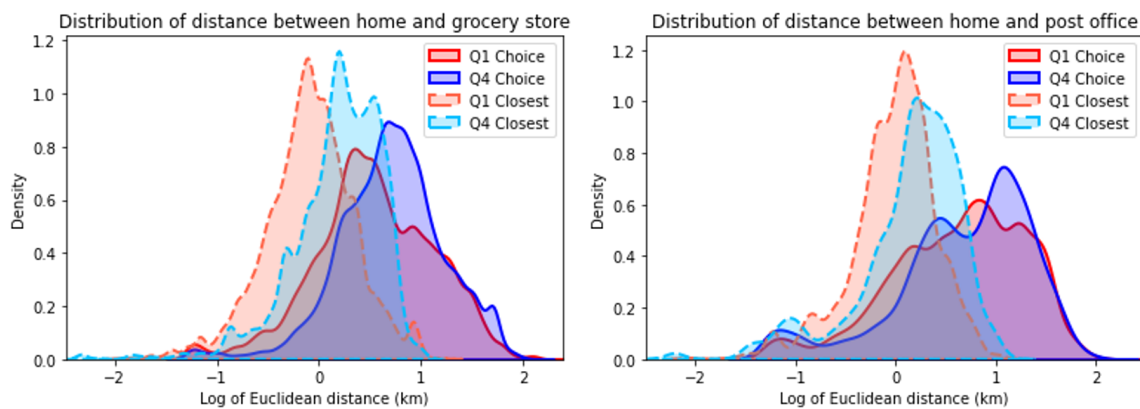 Distribution of distance between home and grocery store
1.2
1.0
0.8
0.6
0.4
0.2
0.0
Density
Q1 Choice
Q4 Choice
Q1 Closest
Q4 Closest
−2
−1
0
1
2
Log of Euclidean distance (km)
Distribution of distance between home and post office
1.2
1.0
0.8
0.6
0.4
0.2
0.0
Density
Q1 Choice
Q4 Choice
Q1 Closest
Q4 Closest
−2
−1
0
1
2
Log of Euclidean distance (km)